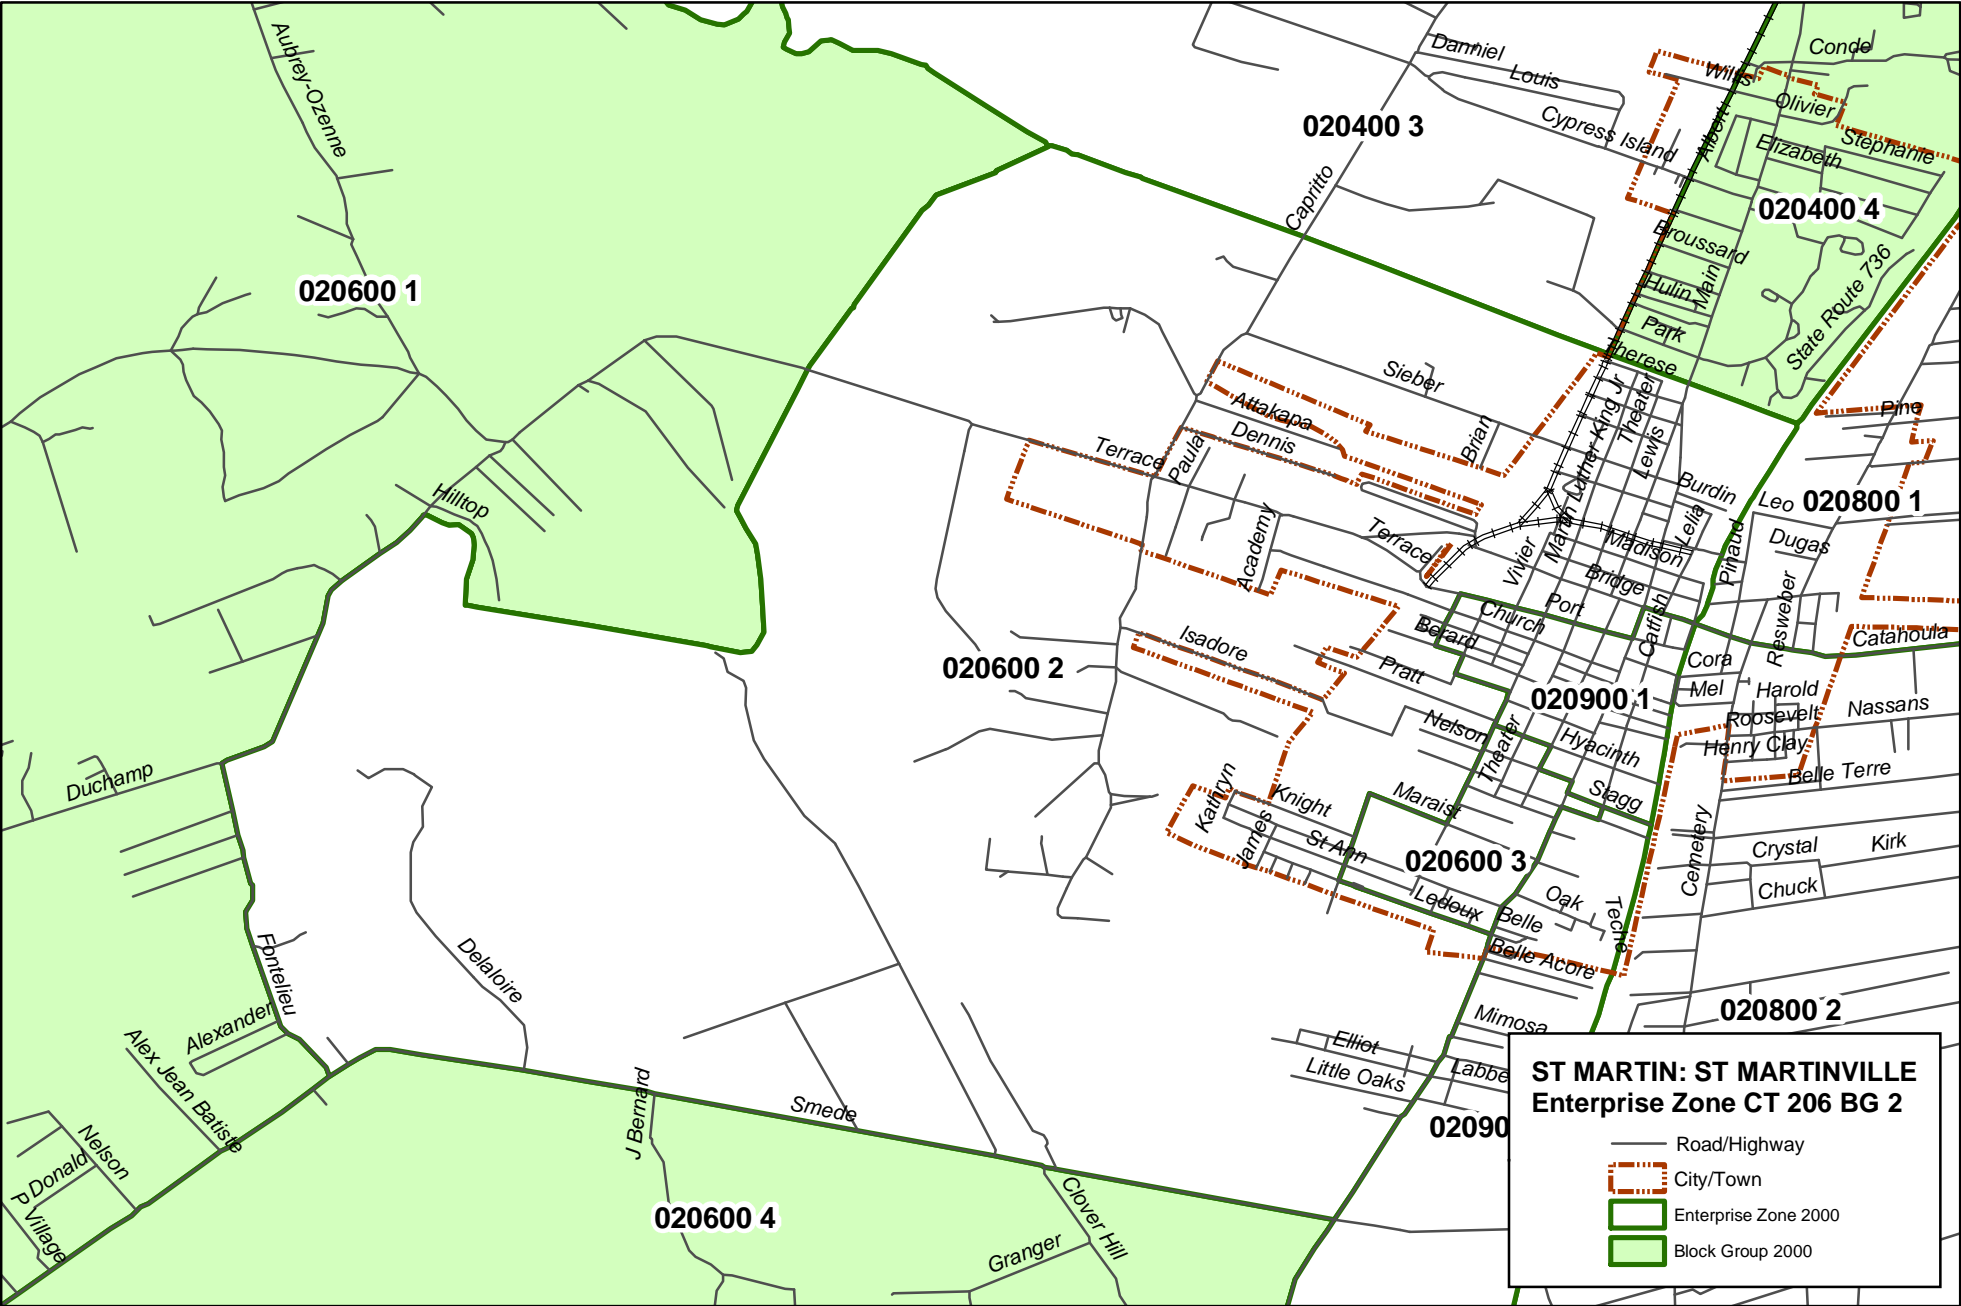 Aubrey-Ozenne
Danniel
Louis
Conde
Willis
Olivier
Cypress Island
Albert
Elizabeth
Stephanie
020400 3
020400 4
Capritto
Broussard
Main
Hulin
State Route 736
020600 1
Park
Therese
Sieber
Martin Luther King Jr
Theater
Lewis
Attakapa
Dennis
Brian
Pine
Terrace
Paula
Burdin
Leo
020800 1
Hilltop
Academy
Terrace
Vivier
Madison
Lelia
Pinaud
Dugas
Bridge
Port
Church
Berard
Catfish
Resweber
Catahoula
Isadore
020600 2
Pratt
Cora
Mel
Harold
020900 1
Nelson
Theater
Hyacinth
Roosevelt
Nassans
Henry Clay
Belle Terre
Duchamp
Kathryn
Knight
Maraist
Stagg
James
St Ann
Cemetery
Crystal
Kirk
020600 3
Chuck
Ledoux
Oak
Belle
Teche
Belle Acore
Fontelieu
Delaloire
Alexander
020800 2
Alex Jean Batiste
Mimosa
Elliot
Labbe
Little Oaks
J Bernard
Smede
Nelson
Donald
P Village
02090
020600 4
Clover Hill
Granger
ST MARTIN: ST MARTINVILLE
Enterprise Zone CT 206 BG 2
Road/Highway
City/Town
Enterprise Zone 2000
Block Group 2000